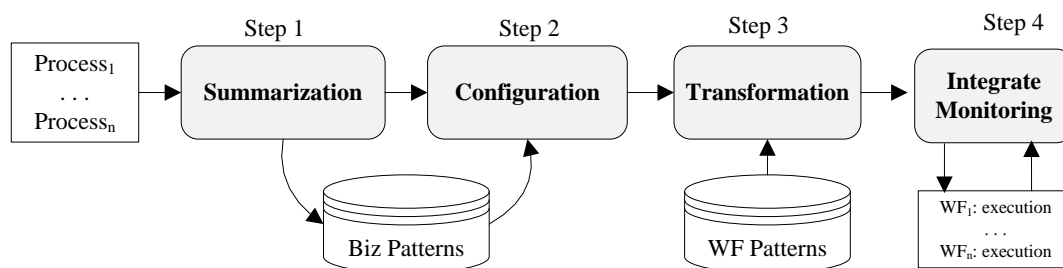 Step 1
Step 2
Step 3
Step 4
Process₁
. . .
Processₙ
Summarization
Configuration
Transformation
Integrate
Monitoring
Biz Patterns
WF Patterns
WF₁: execution
. . .
WFₙ: execution